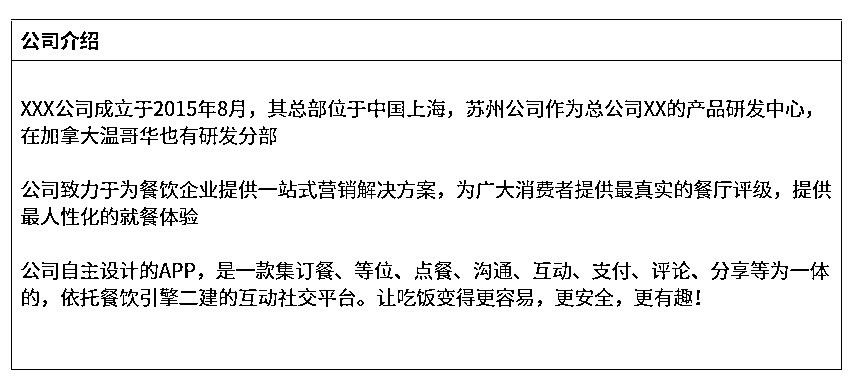 公司介绍
XXX公司成立于2015年8月，其总部位于中国上海，苏州公司作为总公司XX的产品研发中心，
在加拿大温哥华也有研发分部
公司致力于为餐饮企业提供一站式营销解决方案，为广大消费者提供最真实的餐厅评级，提供
最人性化的就餐体验
公司自主设计的APP，是一款集订餐、等位、点餐、沟通、互动、支付、评论、分享等为一体
的，依托餐饮引擎二建的互动社交平台。让吃饭变得更容易，更安全，更有趣！